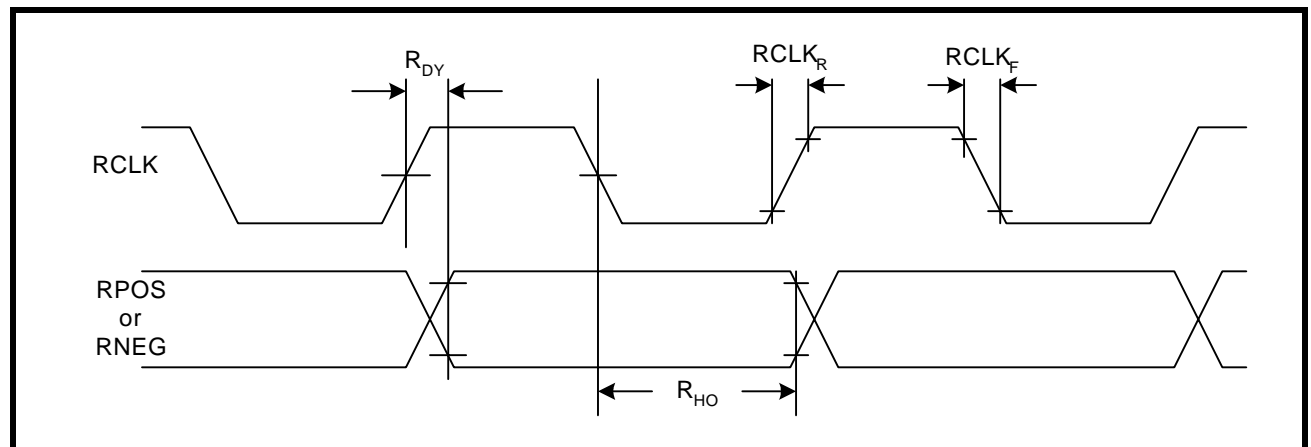 R_DY
RCLK_R
RCLK_F
RCLK
RPOS
or
RNEG
R_HO